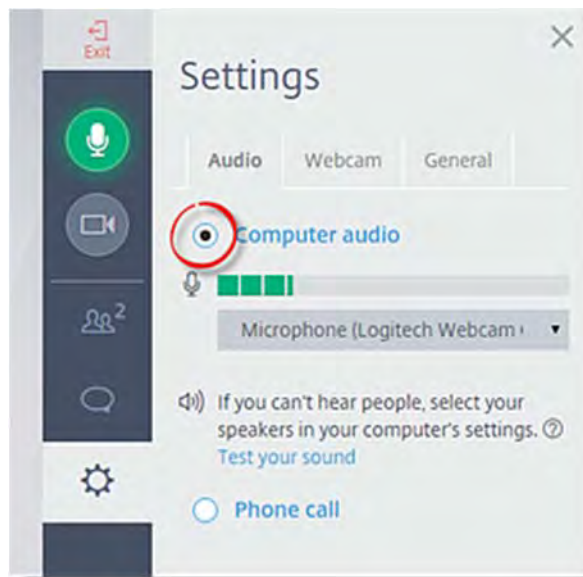 Exit
Settings
Audio Webcam General
Computer audio
Microphone (Logitech Webcam
2
If you can't hear people, select your
speakers in your computer's settings.
Test your sound
Phone call